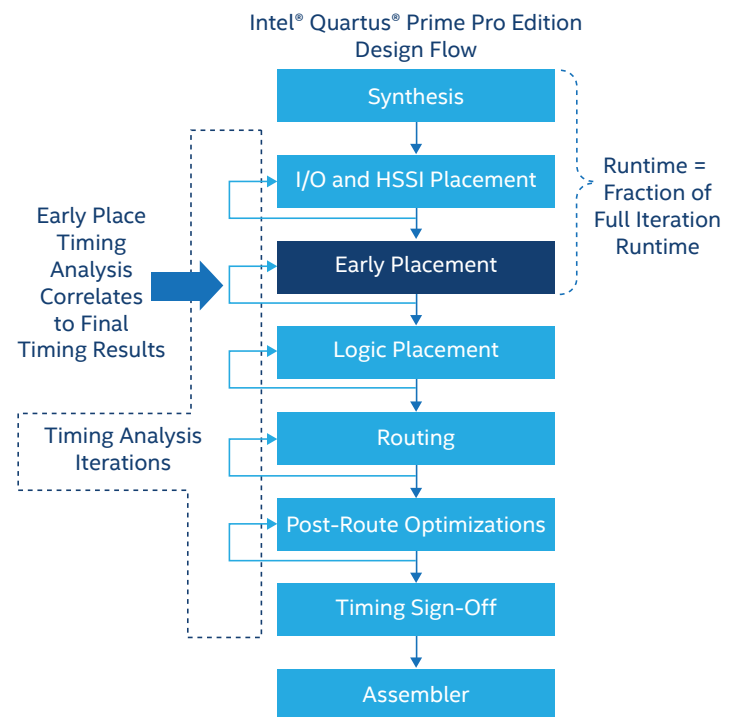 Intel® Quartus® Prime Pro Edition
Design Flow
Synthesis
I/O and HSSI Placement
Runtime =
Fraction of
Full Iteration
Runtime
Early Place
Timing
Analysis
Correlates
to Final
Timing Results
Early Placement
Logic Placement
Timing Analysis
Iterations
Routing
Post-Route Optimizations
Timing Sign-Off
Assembler